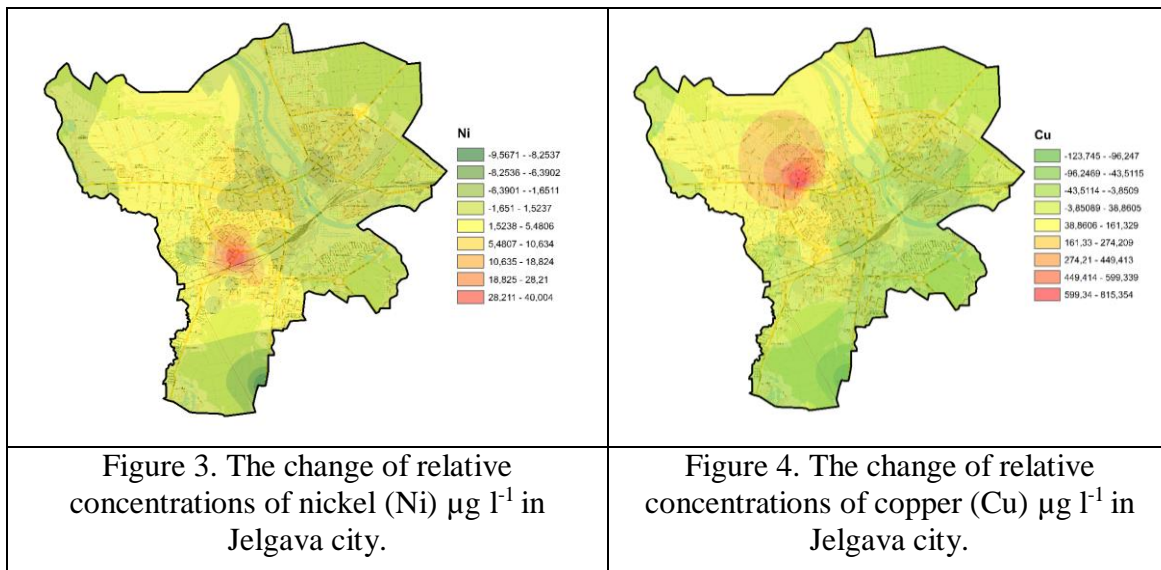 Ni
-9,5671 - -8,2537
-8,2536 - -6,3902
-6,3901 - -1,6511
-1,651 - 1,5237
1,5238 - 5,4806
5,4807 - 10,634
10,635 - 18,824
18,825 - 28,21
28,211 - 40,004
Cu
-123,745 - -96,247
-96,2469 - -43,5115
-43,5114 - -3,8509
-3,85089 - 38,8605
38,8606 - 161,329
161,33 - 274,209
274,21 - 449,413
449,414 - 599,339
599,34 - 815,354
Figure 3. The change of relative
concentrations of nickel (Ni) µg l⁻¹ in
Jelgava city.
Figure 4. The change of relative
concentrations of copper (Cu) µg l⁻¹ in
Jelgava city.